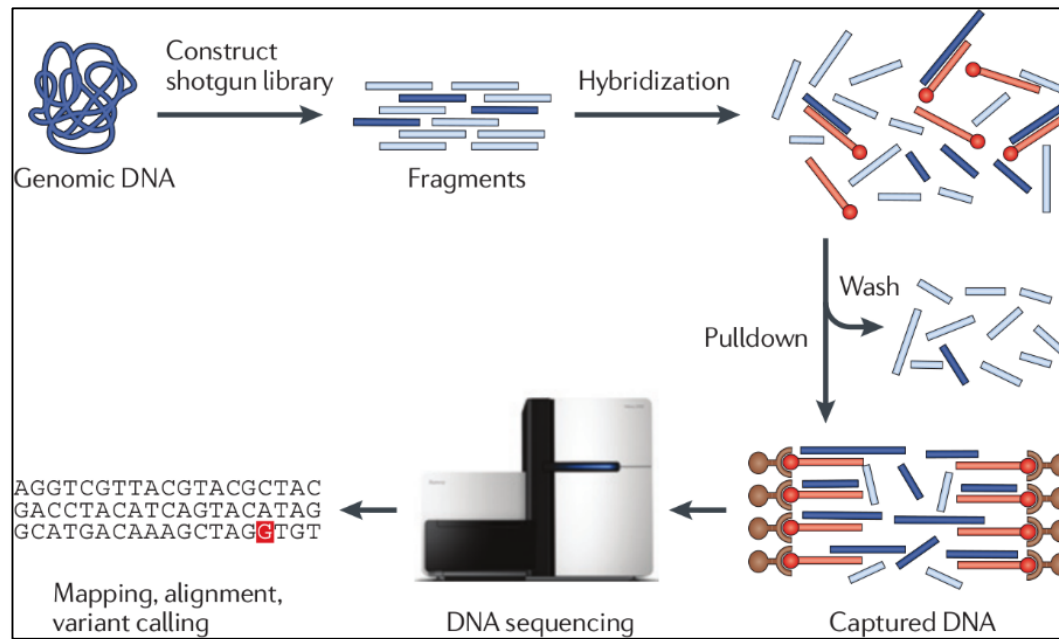 Construct
shotgun library
Hybridization
Genomic DNA
Fragments
Wash
Pulldown
AGGTCGTTACGTACGCTAC
GACCTACATCAGTACATAG
GCATGACAAAGCTAGGTGT
Mapping, alignment,
variant calling
DNA sequencing
Captured DNA